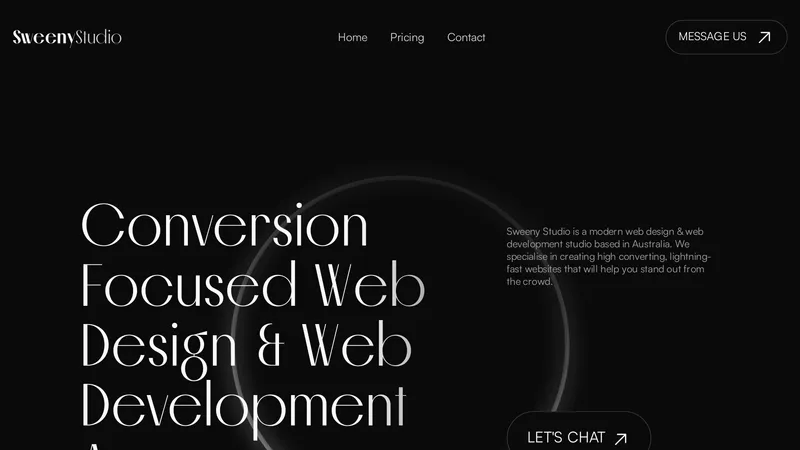 SweenyStudio
Home
Pricing
Contact
MESSAGE US
Conversion
Focused Web
Design & Web
Development
Sweeny Studio is a modern web design & web
development studio based in Australia. We
specialise in creating high converting, lightning-
fast websites that will help you stand out from
the crowd.
LET'S CHAT